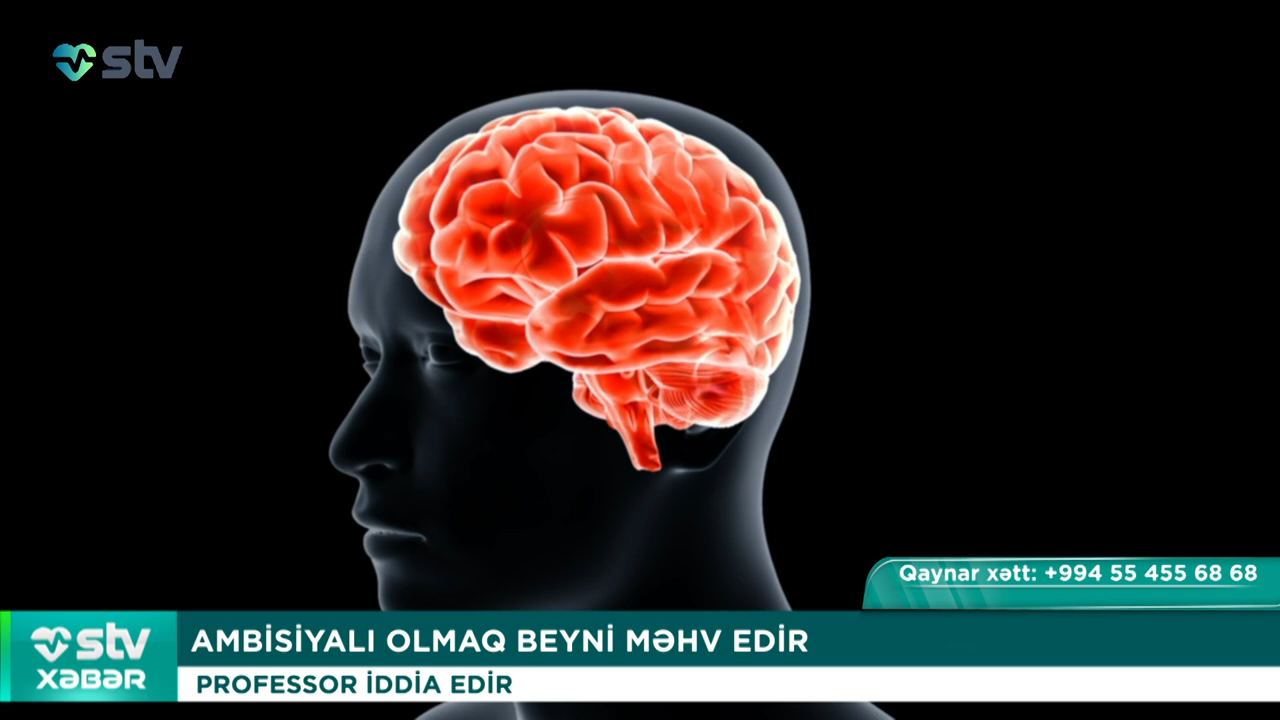 stv
Qaynar xətt: +994 55 455 68 68
stv
XƏBƏR
AMBİSİYALI OLMAQ BEYNİ MƏHV EDİR
PROFESSOR İDDİA EDİR